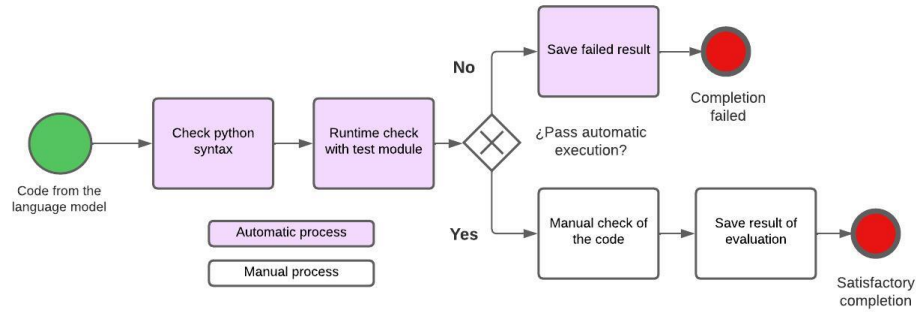 Code from the
language model
Check python
syntax
Runtime check
with test module
No
Yes
¿Pass automatic
execution?
Save failed result
Completion
failed
Manual check of
the code
Save result of
evaluation
Satisfactory
completion
Automatic process
Manual process